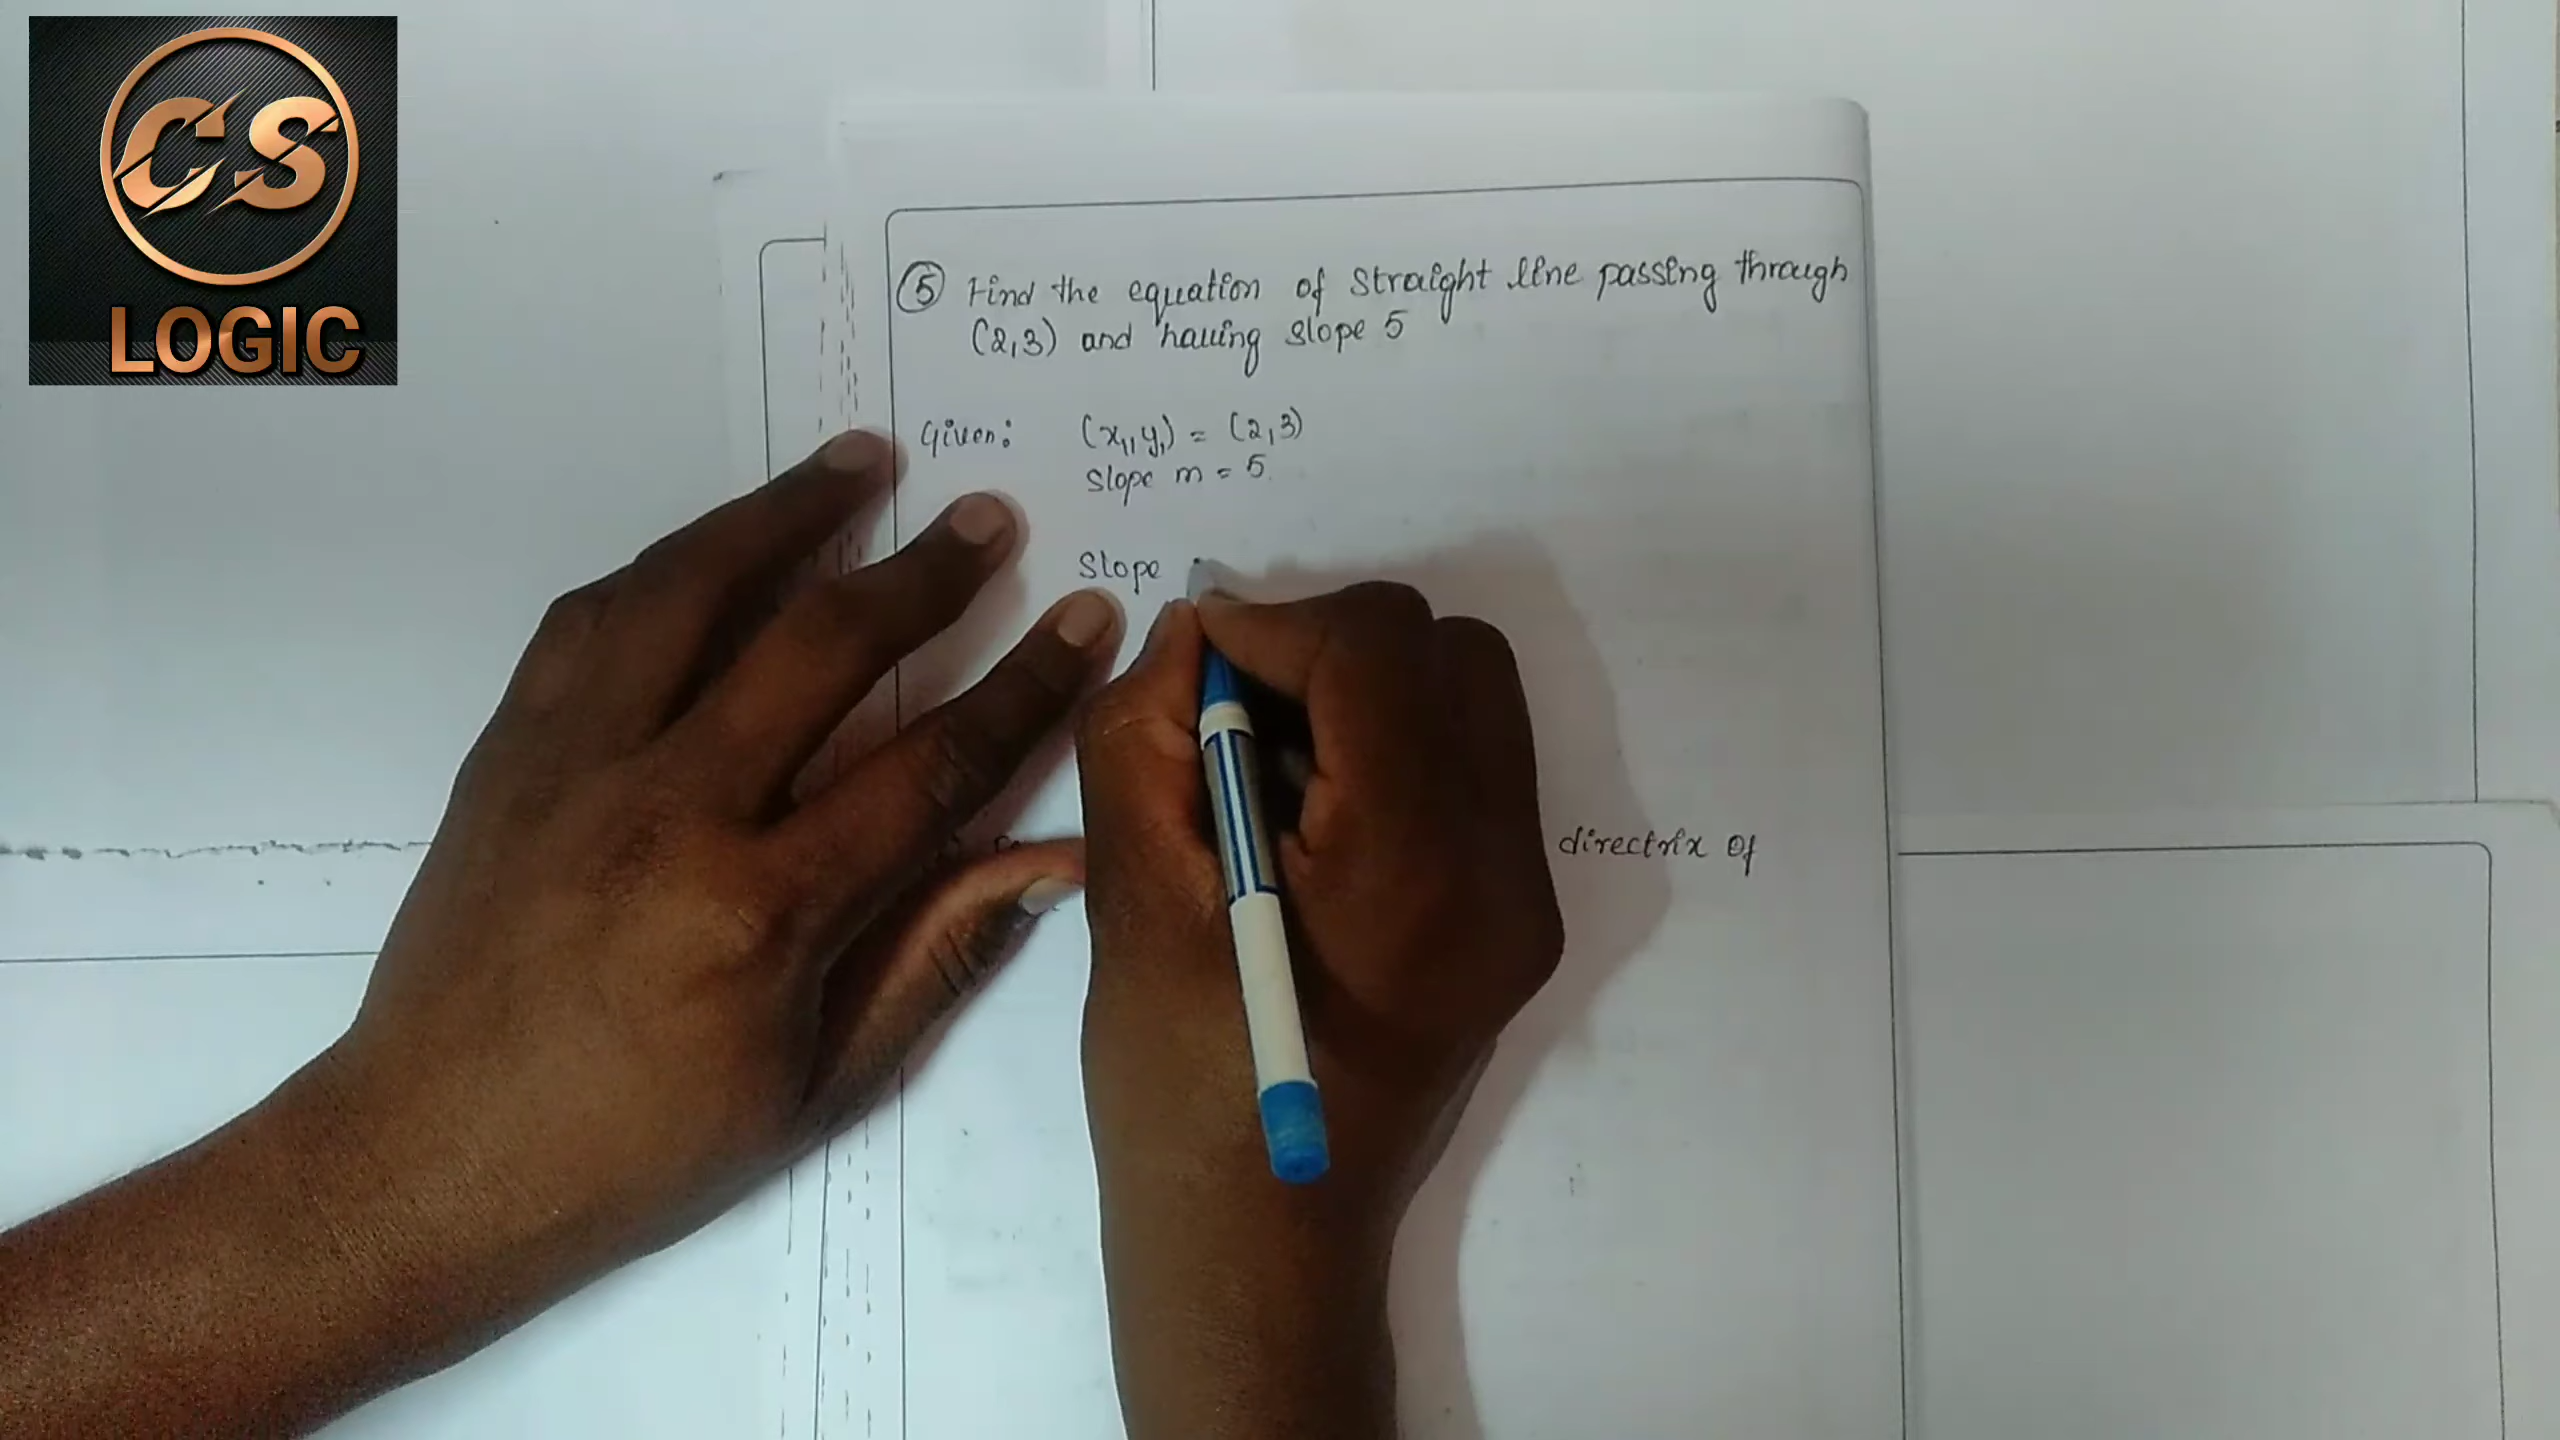 CS
LOGIC
⑤ Find the equation of straight line passing through
(2,3) and having slope 5
Given: (x₁,y₁) = (2,3)
slope m = 5
slope
directrix of